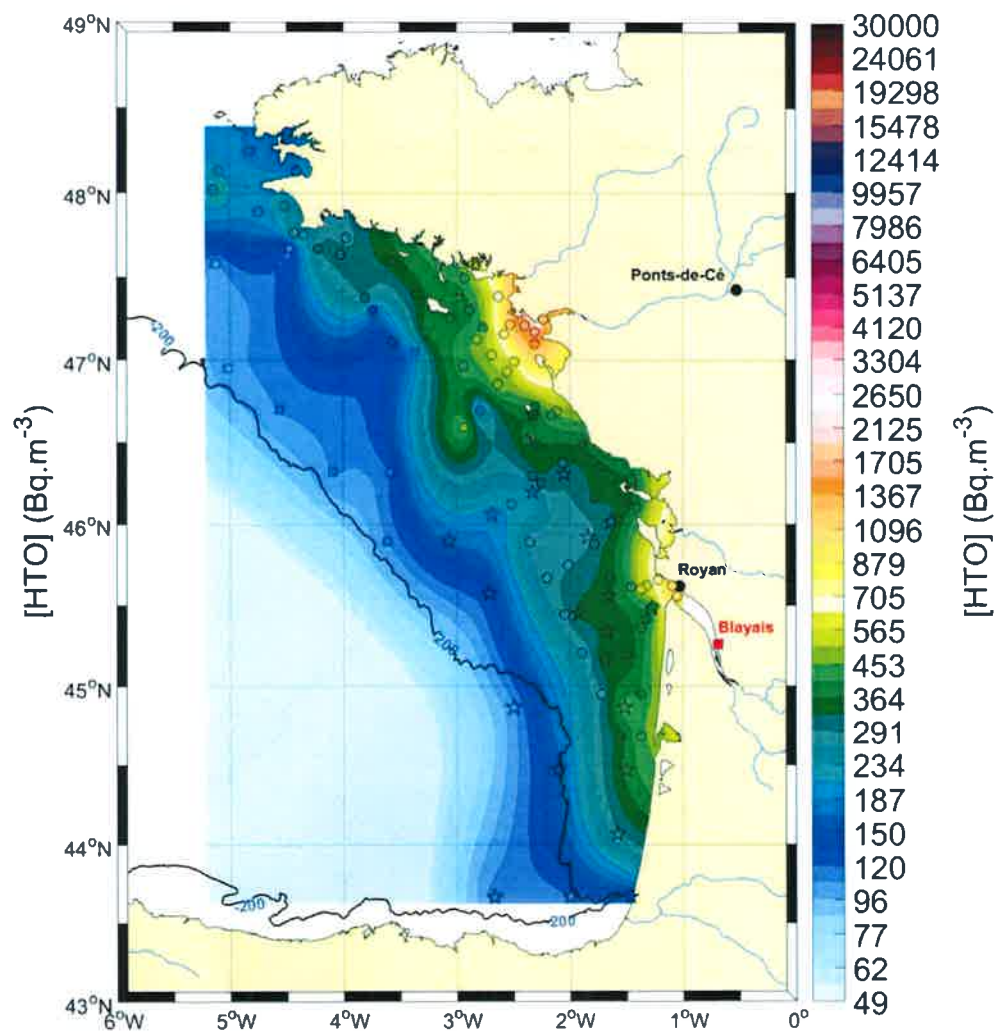 49°N
48°N
47°N
46°N
45°N
44°N
43°N
6°W
5°W
4°W
3°W
2°W
1°W
0°
[HTO] (Bq.m-3)
-200
Ponts-de-Cé
Royan
Blayais
-200
-200
200
30000
24061
19298
15478
12414
9957
7986
6405
5137
4120
3304
2650
2125
1705
1367
1096
879
705
565
453
364
291
234
187
150
120
96
77
62
49
[HTO] (Bq.m-3)